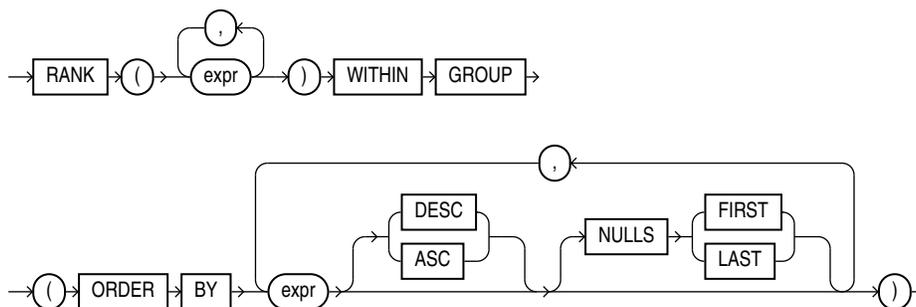 ,
RANK ( expr ) WITHIN GROUP
,
DESC FIRST
NULLS
ASC LAST
( ORDER BY expr )